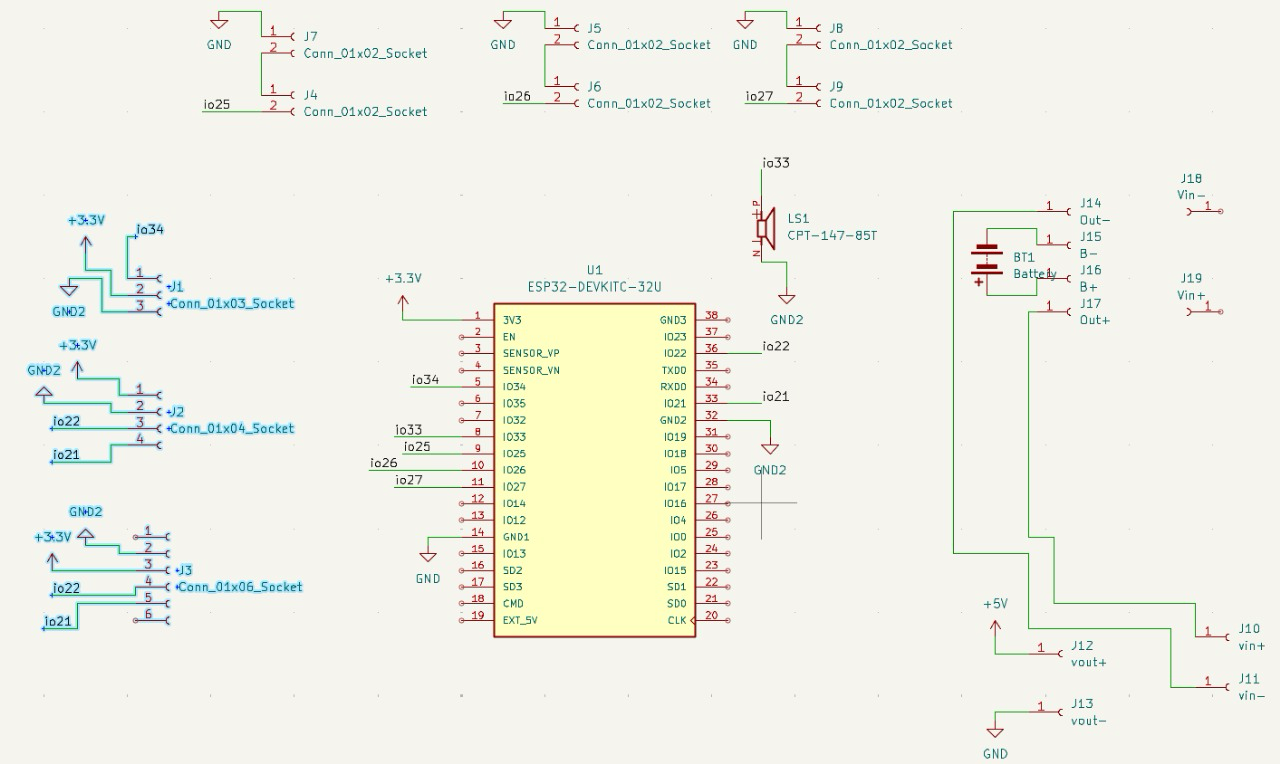 1 J7
GND 2 Conn_01x02_Socket
1 J4
io25 2 Conn_01x02_Socket
1 J5
GND 2 Conn_01x02_Socket
1 J6
io26 2 Conn_01x02_Socket
1 J8
GND 2 Conn_01x02_Socket
1 J9
io27 2 Conn_01x02_Socket
+3.3V
io34
1
2 J1
3 Conn_01x03_Socket
GND2
+3.3V
GND2
1
2 J2
io22 3 Conn_01x04_Socket
4
io21
GND2
+3.3V
1
2
3 J3
io22 4 Conn_01x06_Socket
5
io21 6
io33
P
+
LS1
CPT-147-85T
N
GND2
U1
ESP32-DEVKITC-32U
+3.3V
1 3V3 GND3 38
2 EN IO23 37
3 SENSOR_VP IO22 36 io22
4 SENSOR_VN TXD0 35
io34 5 IO34 RXD0 34
6 IO35 IO21 33 io21
7 IO32 GND2 32
io33 8 IO33 IO19 31
io25 9 IO25 IO18 30
io26 10 IO26 IO5 29
GND2
io27 11 IO27 IO17 28
12 IO14 IO16 27
13 IO12 IO4 26
14 GND1 IO0 25
15 IO13 IO2 24
GND
16 SD2 IO15 23
17 SD3 SD1 22
18 CMD SD0 21
19 EXT_5V CLK 20
1 J14
Out-
1 J15
B-
BT1
Battery
+
1 J16
B+
1 J17
Out+
J18
Vin-
1
J19
Vin+
1
+5V
1 J12
vout+
1 J13
vout-
GND
1 J10
vin+
1 J11
vin-